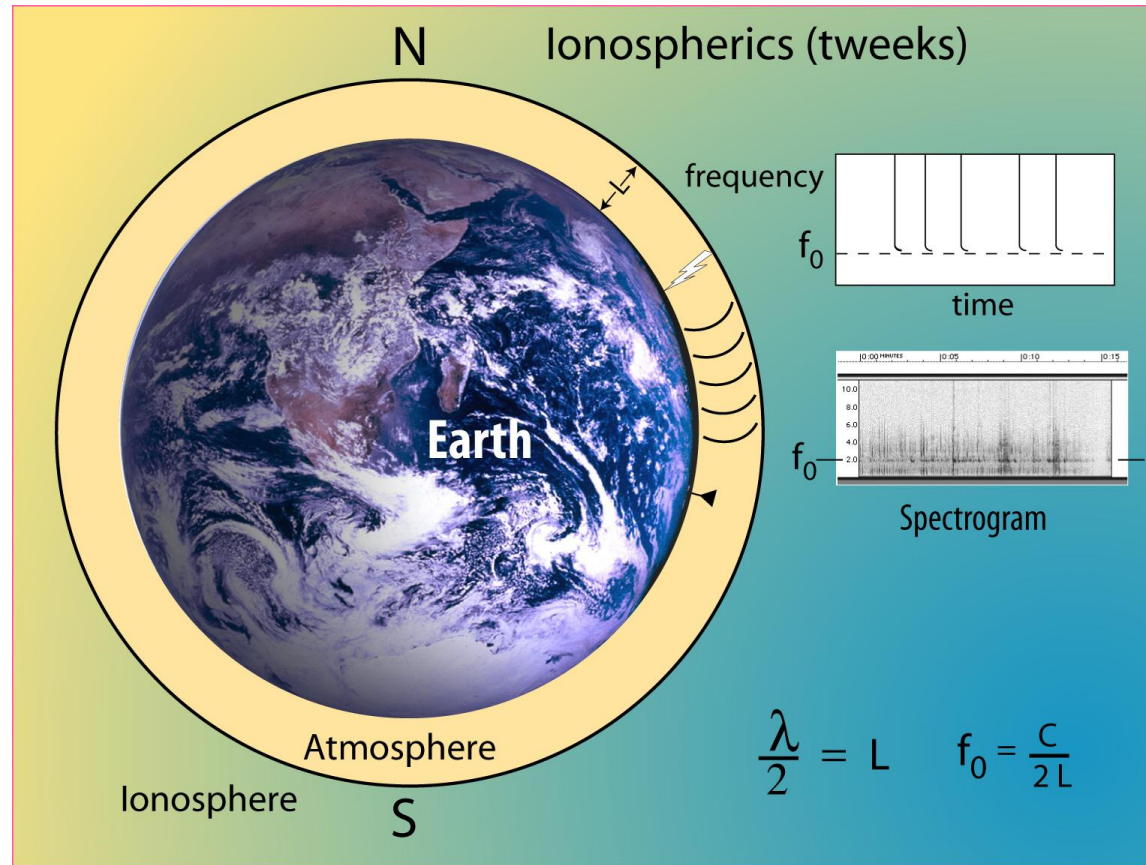 Ionospherics (tweeks)
N
L
frequency
f₀
time
0:00 MINUTES 0:05 0:10 0:15
10.0
8.0
6.0
4.0
f₀ 2.0
Spectrogram
Earth
Atmosphere
Ionosphere
S
λ/2 = L f₀ = C/2L